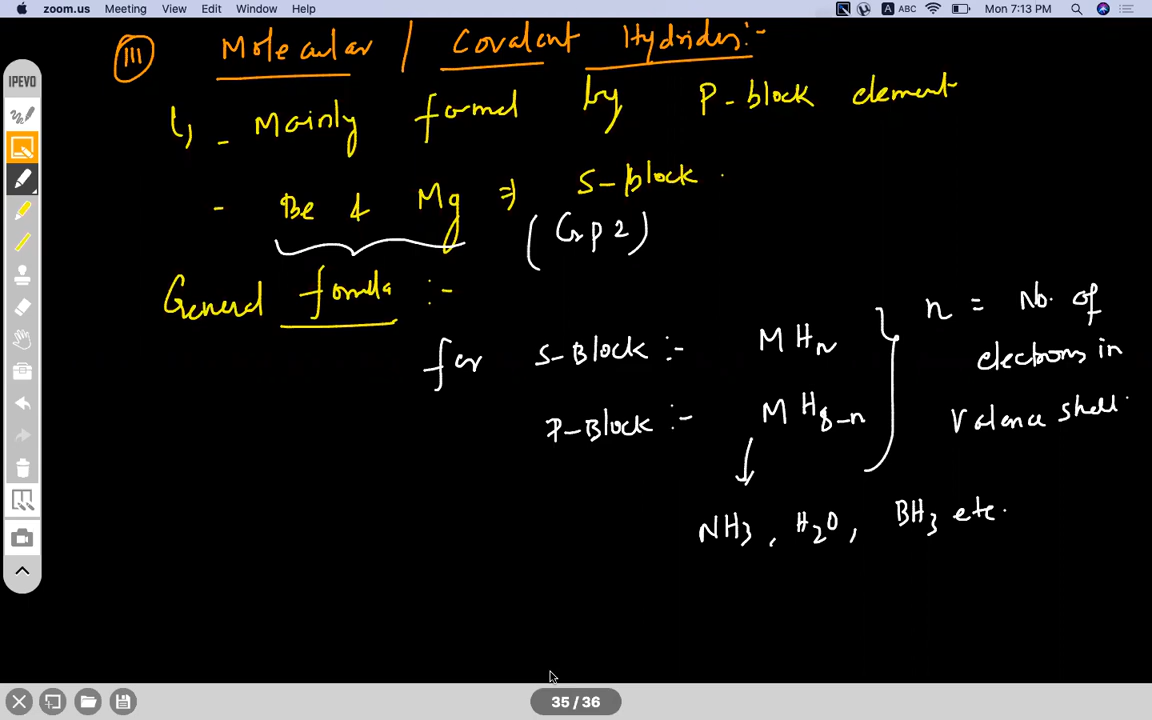 zoom.us Meeting View Edit Window Help A ABC Mon 7:13 PM
IPEVO
III Molecular / Covalent Hydrides:-
- Mainly formed by P-block element
- Be & Mg ⇒ S-Block.
(Grp 2)
General formula :-
for S-Block :- MHn
P-Block :- MH8-n
n = No. of
electrons in
Valence shell.
NH3, H2O, BH3 etc.
35 / 36